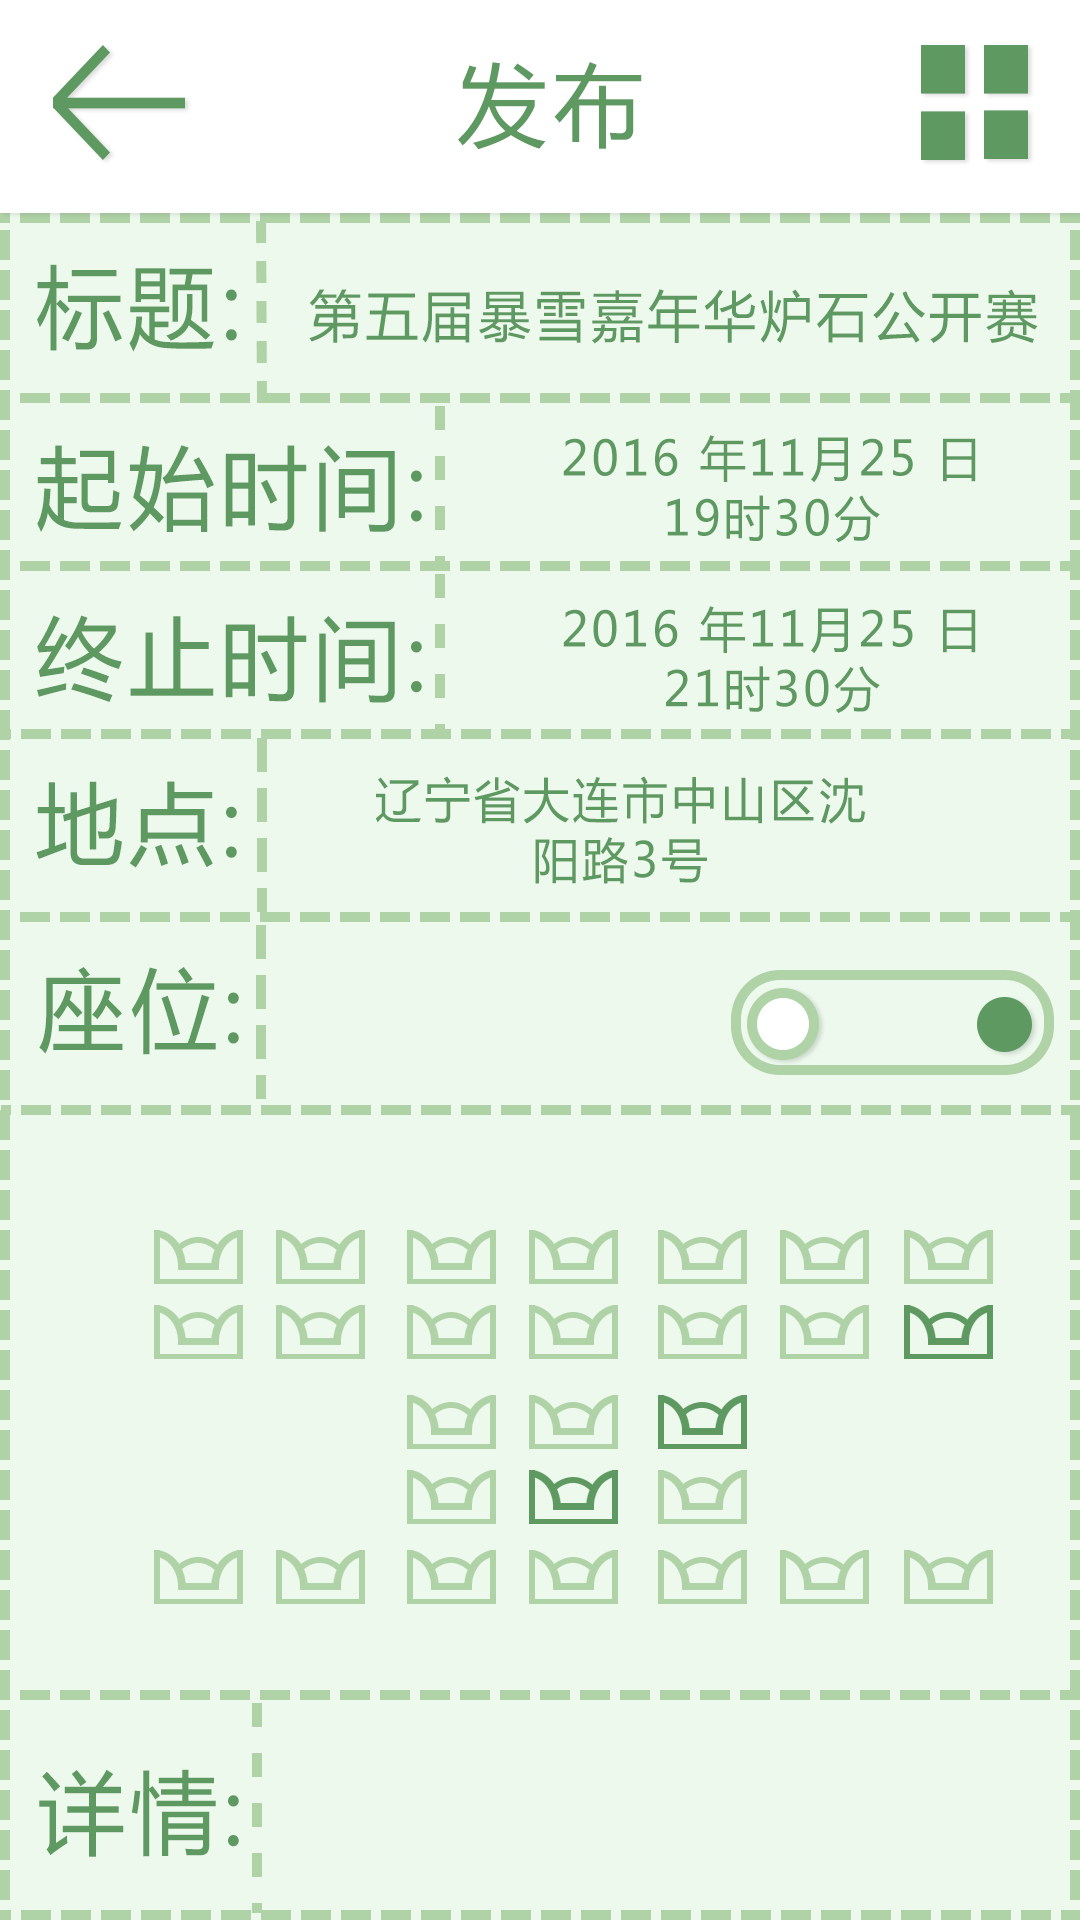 发布
标题:
第五届暴雪嘉年华炉石公开赛
起始时间:
2016 年11月25 日
19时30分
终止时间:
2016 年11月25 日
21时30分
地点:
辽宁省大连市中山区沈
阳路3号
座位:
详情: